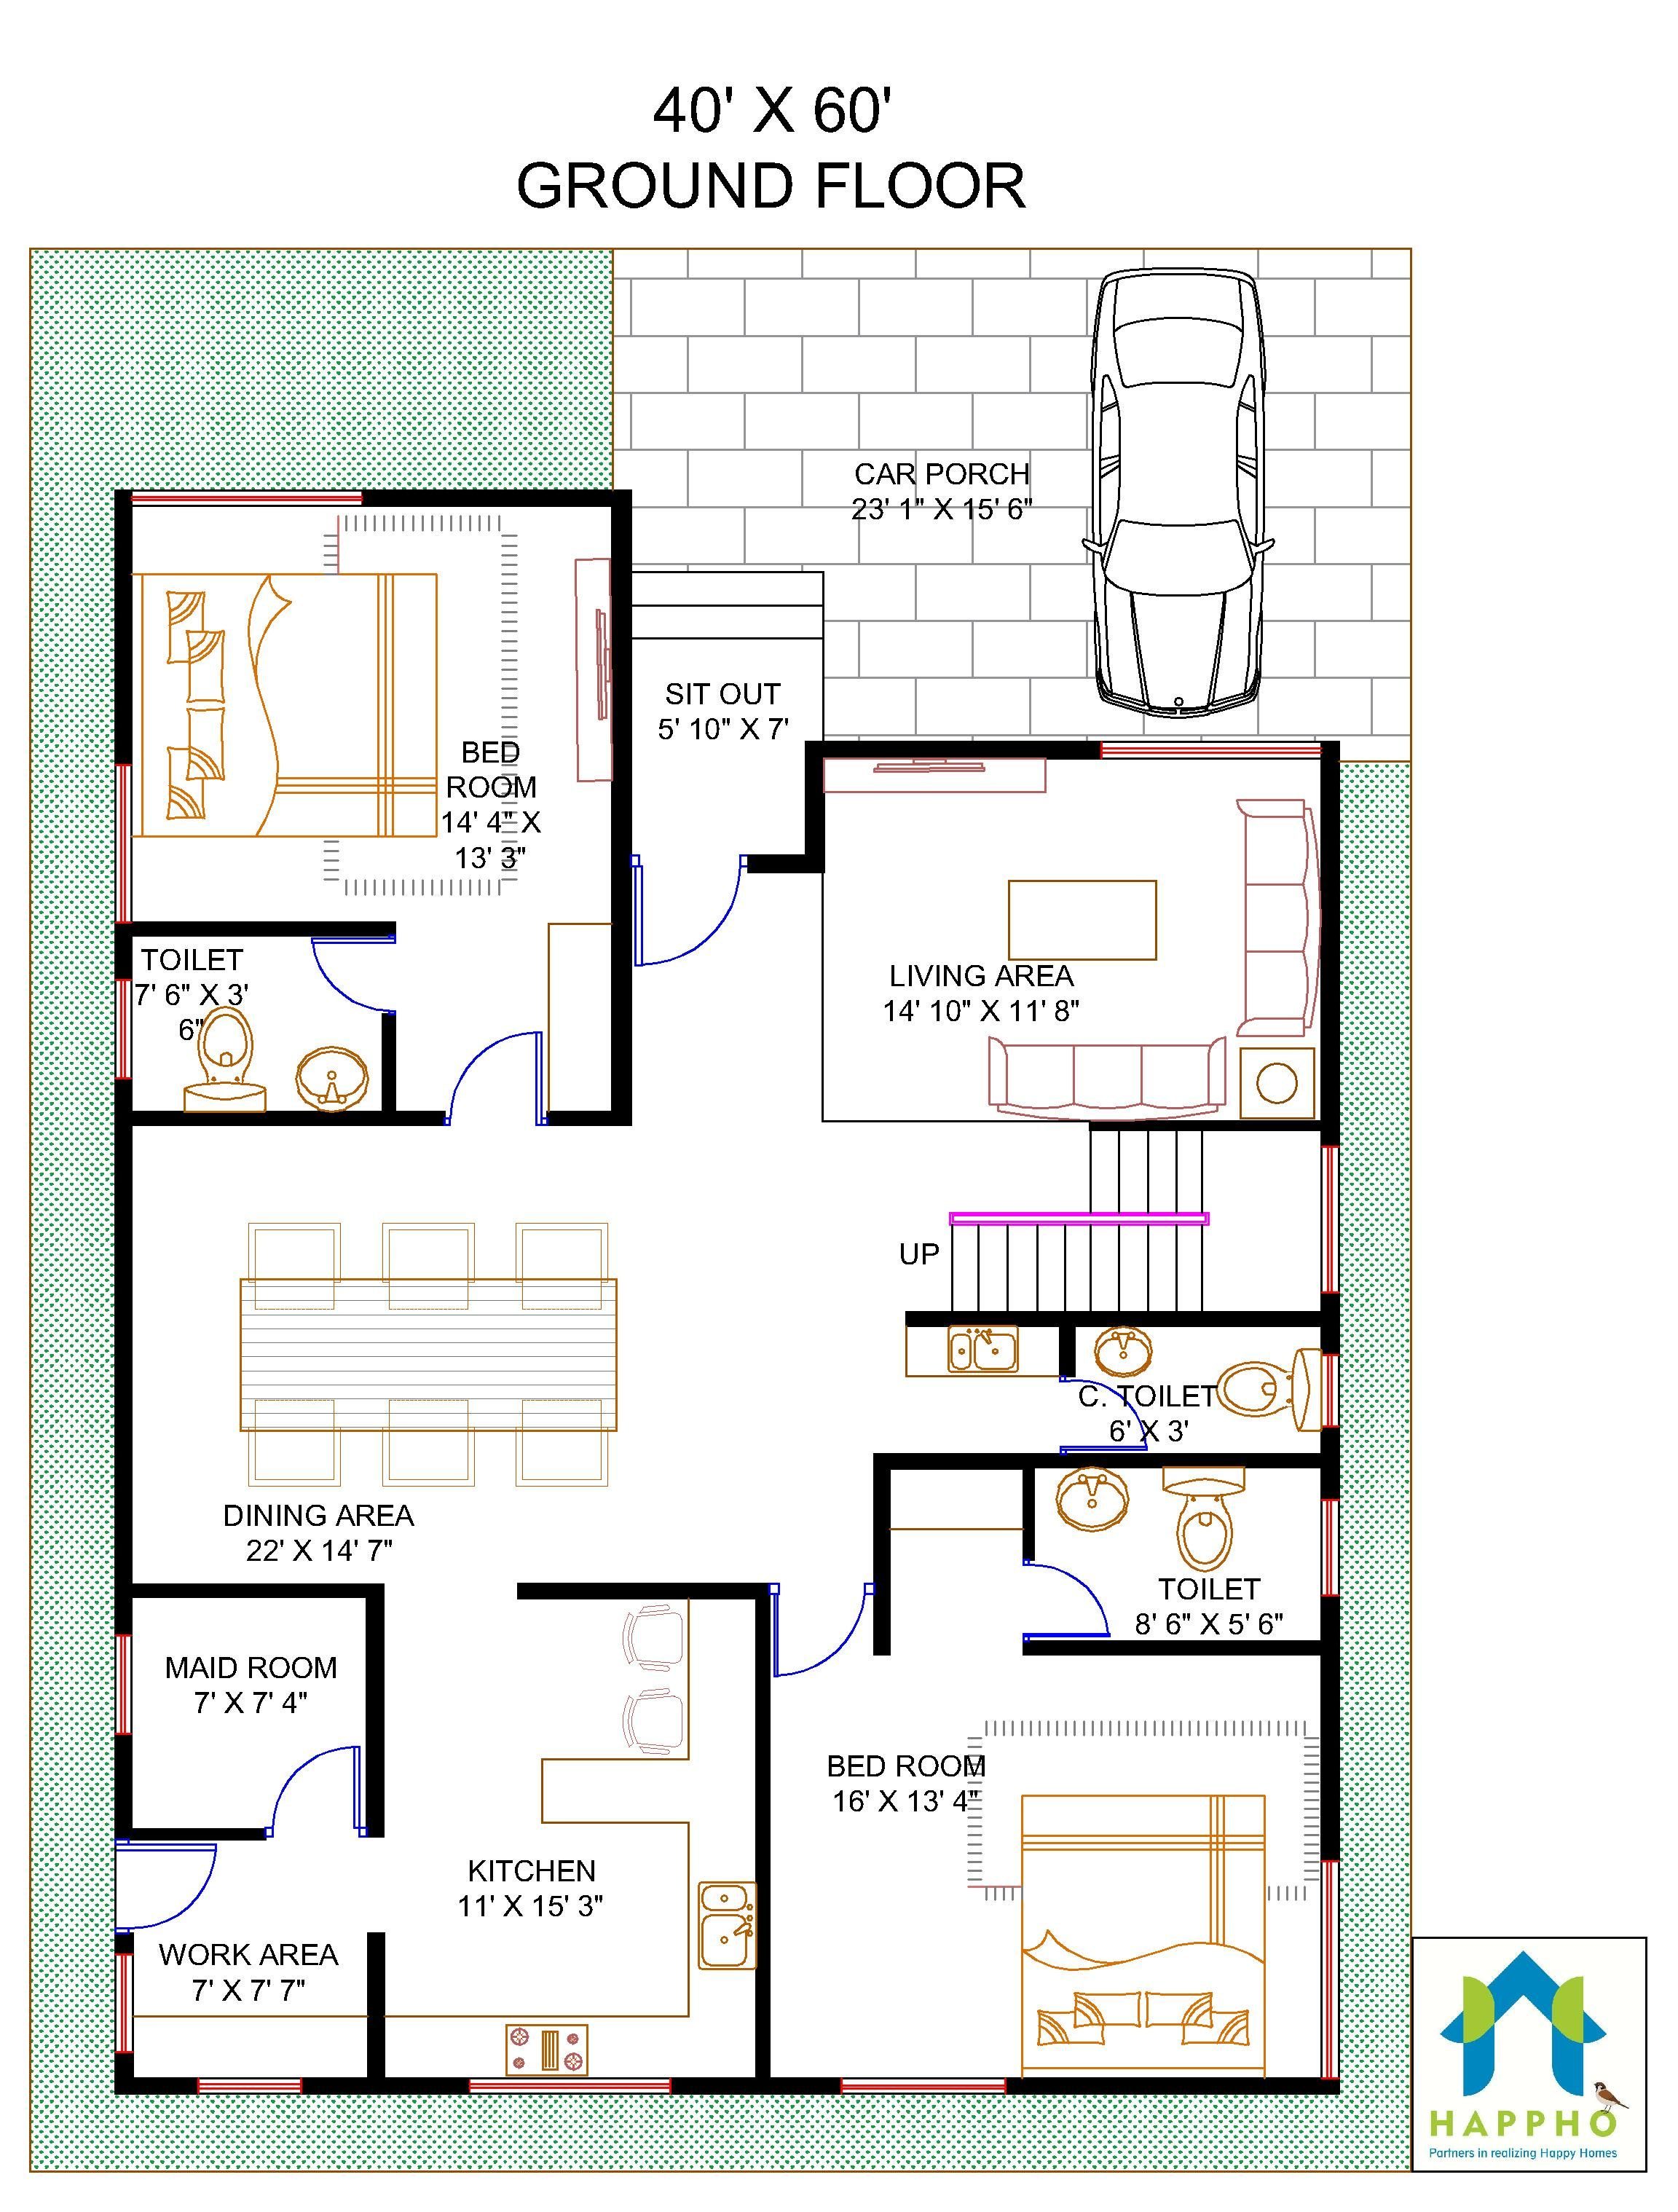 40' X 60'
GROUND FLOOR
CAR PORCH
23' 1" X 15' 6"
SIT OUT
5' 10" X 7'
BED
ROOM
14' 4" X
13' 3"
TOILET
7' 6" X 3'
6"
LIVING AREA
14' 10" X 11' 8"
UP
C. TOILET
6' X 3'
DINING AREA
22' X 14' 7"
TOILET
8' 6" X 5' 6"
MAID ROOM
7' X 7' 4"
BED ROOM
16' X 13' 4"
KITCHEN
11' X 15' 3"
WORK AREA
7' X 7' 7"
HAPPHO
Partners in realizing Happy Homes